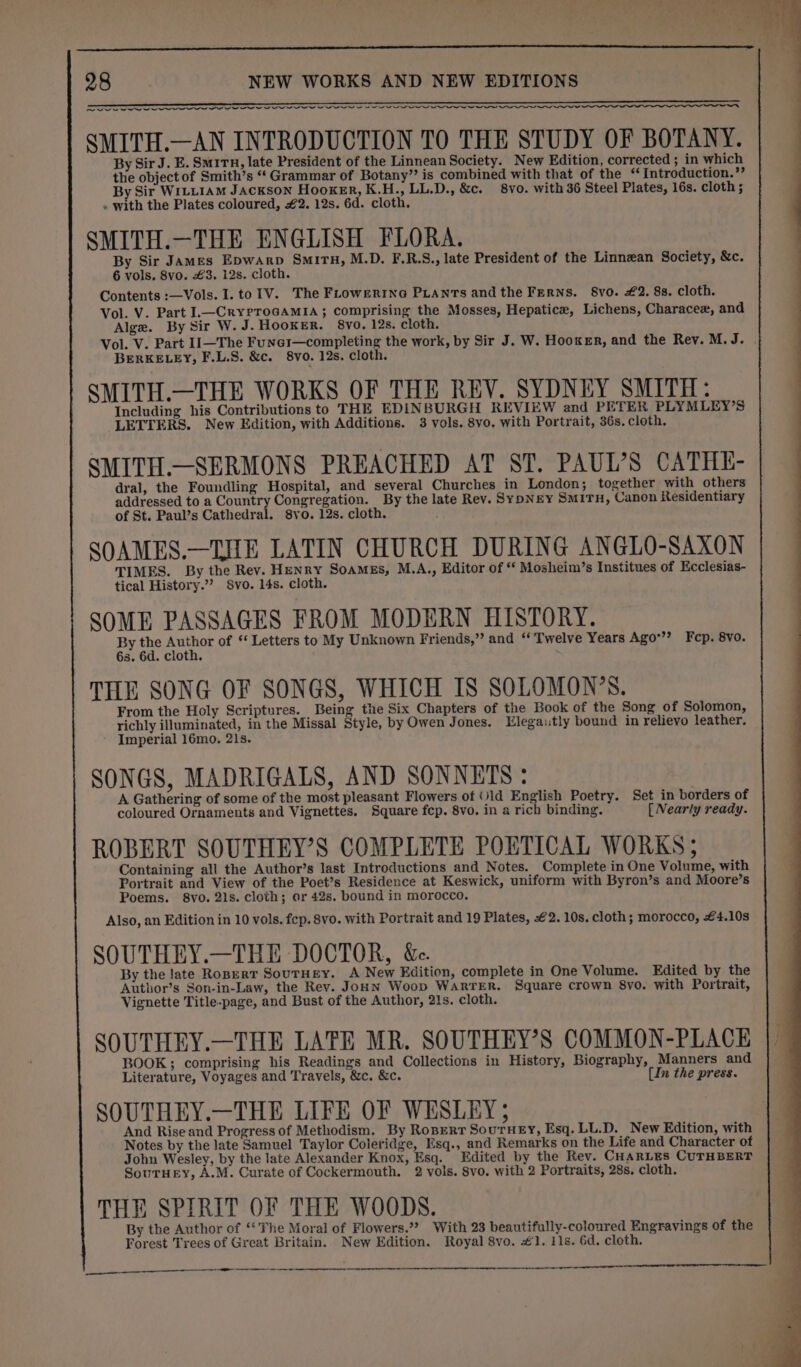 28 NEW WORKS AND NEW EDITIONS
SMITH.—AN INTRODUCTION TO THE STUDY OF BOTANY.
By Sir J. E. SMITH, late President of the Linnean Society. New Edition, corrected; in which
the object of Smith's “Grammar of Botany” is combined with that of the “Introduction.”
By Sir WILLIAM JACKSON HOOKER, K.H., LL.D., &c. 8vo. with 36 Steel Plates, 16s. cloth;
with the Plates coloured, £2. 12s. 6d. cloth.
SMITH.—THE ENGLISH FLORA.
By Sir JAMES EDWARD SMITH, M.D. F.R.S., late President of the Linnæan Society, &c.
6 vols. 8vo. £3. 12s. cloth.
Contents:—Vols. I. to IV. The FLOWERING PLANTS and the FERNS. 8vo. £2. 8s. cloth.
Vol. V. Part I.—CRYPTOGAMIA; comprising the Mosses, Hepaticæ, Lichens, Characeæ, and
Algæ. By Sir W. J. HOOKER. 8vo. 12s. cloth.
Vol. V. Part II—The FUNGI—completing the work, by Sir J. W. HOOKER, and the Rev. M. J.
BERKELEY, F.L.S. &c. 8vo. 12s. cloth.
SMITH.—THE WORKS OF THE REV. SYDNEY SMITH:
Including his Contributions to THE EDINBURGH REVIEW and PETER PLYMLEY'S
LETTERS. New Edition, with Additions. 3 vols. 8vo. with Portrait, 36s. cloth.
SMITH.—SERMONS PREACHED AT ST. PAUL'S CATHE-
dral, the Foundling Hospital, and several Churches in London; together with others
addressed to a Country Congregation. By the late Rev. SYDNEY SMITH, Canon Residentiary
of St. Paul's Cathedral. 8vo. 12s. cloth.
SOAMES.—THE LATIN CHURCH DURING ANGLO-SAXON
TIMES. By the Rev. HENRY SOAMES, M.A., Editor of “Mosheim's Institues of Ecclesias-
tical History.” 8vo. 14s. cloth.
SOME PASSAGES FROM MODERN HISTORY.
By the Author of “Letters to My Unknown Friends,” and “Twelve Years Ago·” Fcp. 8vo.
6s. 6d. cloth.
THE SONG OF SONGS, WHICH IS SOLOMON'S.
From the Holy Scriptures. Being the Six Chapters of the Book of the Song of Solomon,
richly illuminated, in the Missal Style, by Owen Jones. Elegantly bound in relievo leather.
Imperial 16mo. 21s.
SONGS, MADRIGALS, AND SONNETS:
A Gathering of some of the most pleasant Flowers of Old English Poetry. Set in borders of
coloured Ornaments and Vignettes. Square fcp. 8vo. in a rich binding. [Nearly ready.
ROBERT SOUTHEY'S COMPLETE POETICAL WORKS;
Containing all the Author's last Introductions and Notes. Complete in One Volume, with
Portrait and View of the Poet's Residence at Keswick, uniform with Byron's and Moore's
Poems. 8vo. 21s. cloth; or 42s. bound in morocco.
Also, an Edition in 10 vols. fcp. 8vo. with Portrait and 19 Plates, £2. 10s. cloth; morocco, £4.10s
SOUTHEY.—THE DOCTOR, &c.
By the late ROBERT SOUTHEY. A New Edition, complete in One Volume. Edited by the
Author's Son-in-Law, the Rev. JOHN WOOD WARTER. Square crown 8vo. with Portrait,
Vignette Title-page, and Bust of the Author, 21s. cloth.
SOUTHEY.—THE LATE MR. SOUTHEY'S COMMON-PLACE
BOOK; comprising his Readings and Collections in History, Biography, Manners and
Literature, Voyages and Travels, &c. &c. [In the press.
SOUTHEY.—THE LIFE OF WESLEY;
And Rise and Progress of Methodism. By ROBERT SOUTHEY, Esq. LL.D. New Edition, with
Notes by the late Samuel Taylor Coleridge, Esq., and Remarks on the Life and Character of
John Wesley, by the late Alexander Knox, Esq. Edited by the Rev. CHARLES CUTHBERT
SOUTHEY, A.M. Curate of Cockermouth. 2 vols. 8vo. with 2 Portraits, 28s. cloth.
THE SPIRIT OF THE WOODS.
By the Author of “The Moral of Flowers.” With 23 beautifully-coloured Engravings of the
Forest Trees of Great Britain. New Edition. Royal 8vo. £1. 11s. 6d. cloth.